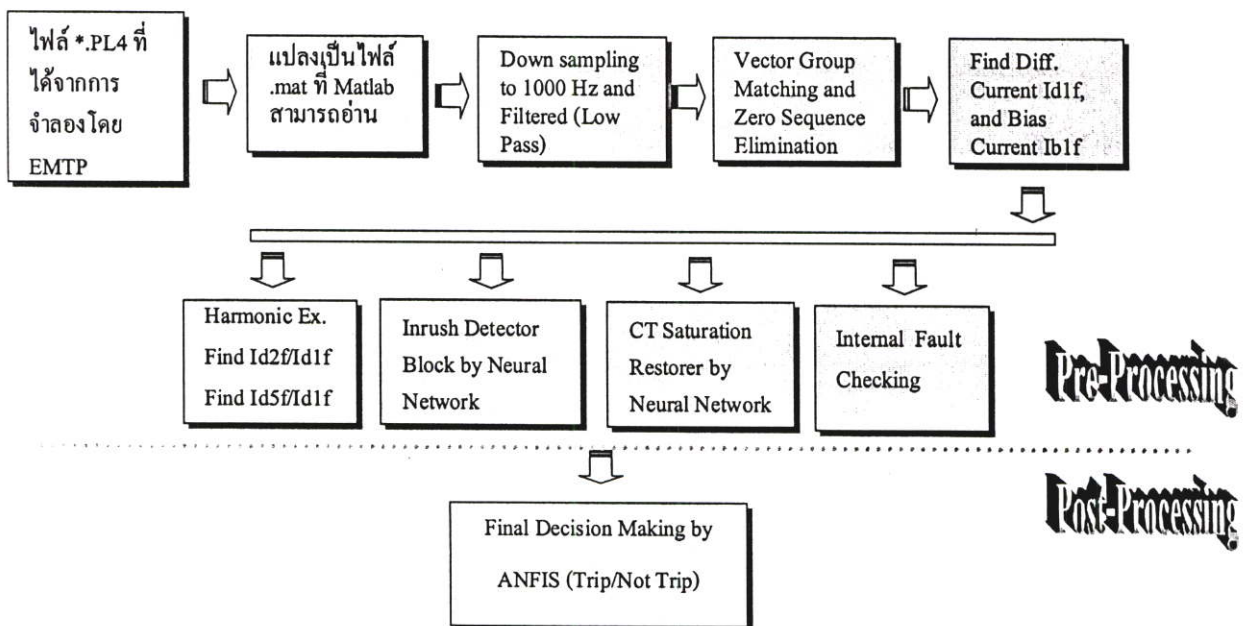 ไฟล์ *.PL4 ที่
ได้จากการ
จำลองโดย
EMTP
แปลงเป็นไฟล์
.mat ที่ Matlab
สามารถอ่าน
Down sampling
to 1000 Hz and
Filtered (Low
Pass)
Vector Group
Matching and
Zero Sequence
Elimination
Find Diff.
Current Id1f,
and Bias
Current Ib1f
Harmonic Ex.
Find Id2f/Id1f
Find Id5f/Id1f
Inrush Detector
Block by Neural
Network
CT Saturation
Restorer by
Neural Network
Internal Fault
Checking
Pre-Processing
Post-Processing
Final Decision Making by
ANFIS (Trip/Not Trip)